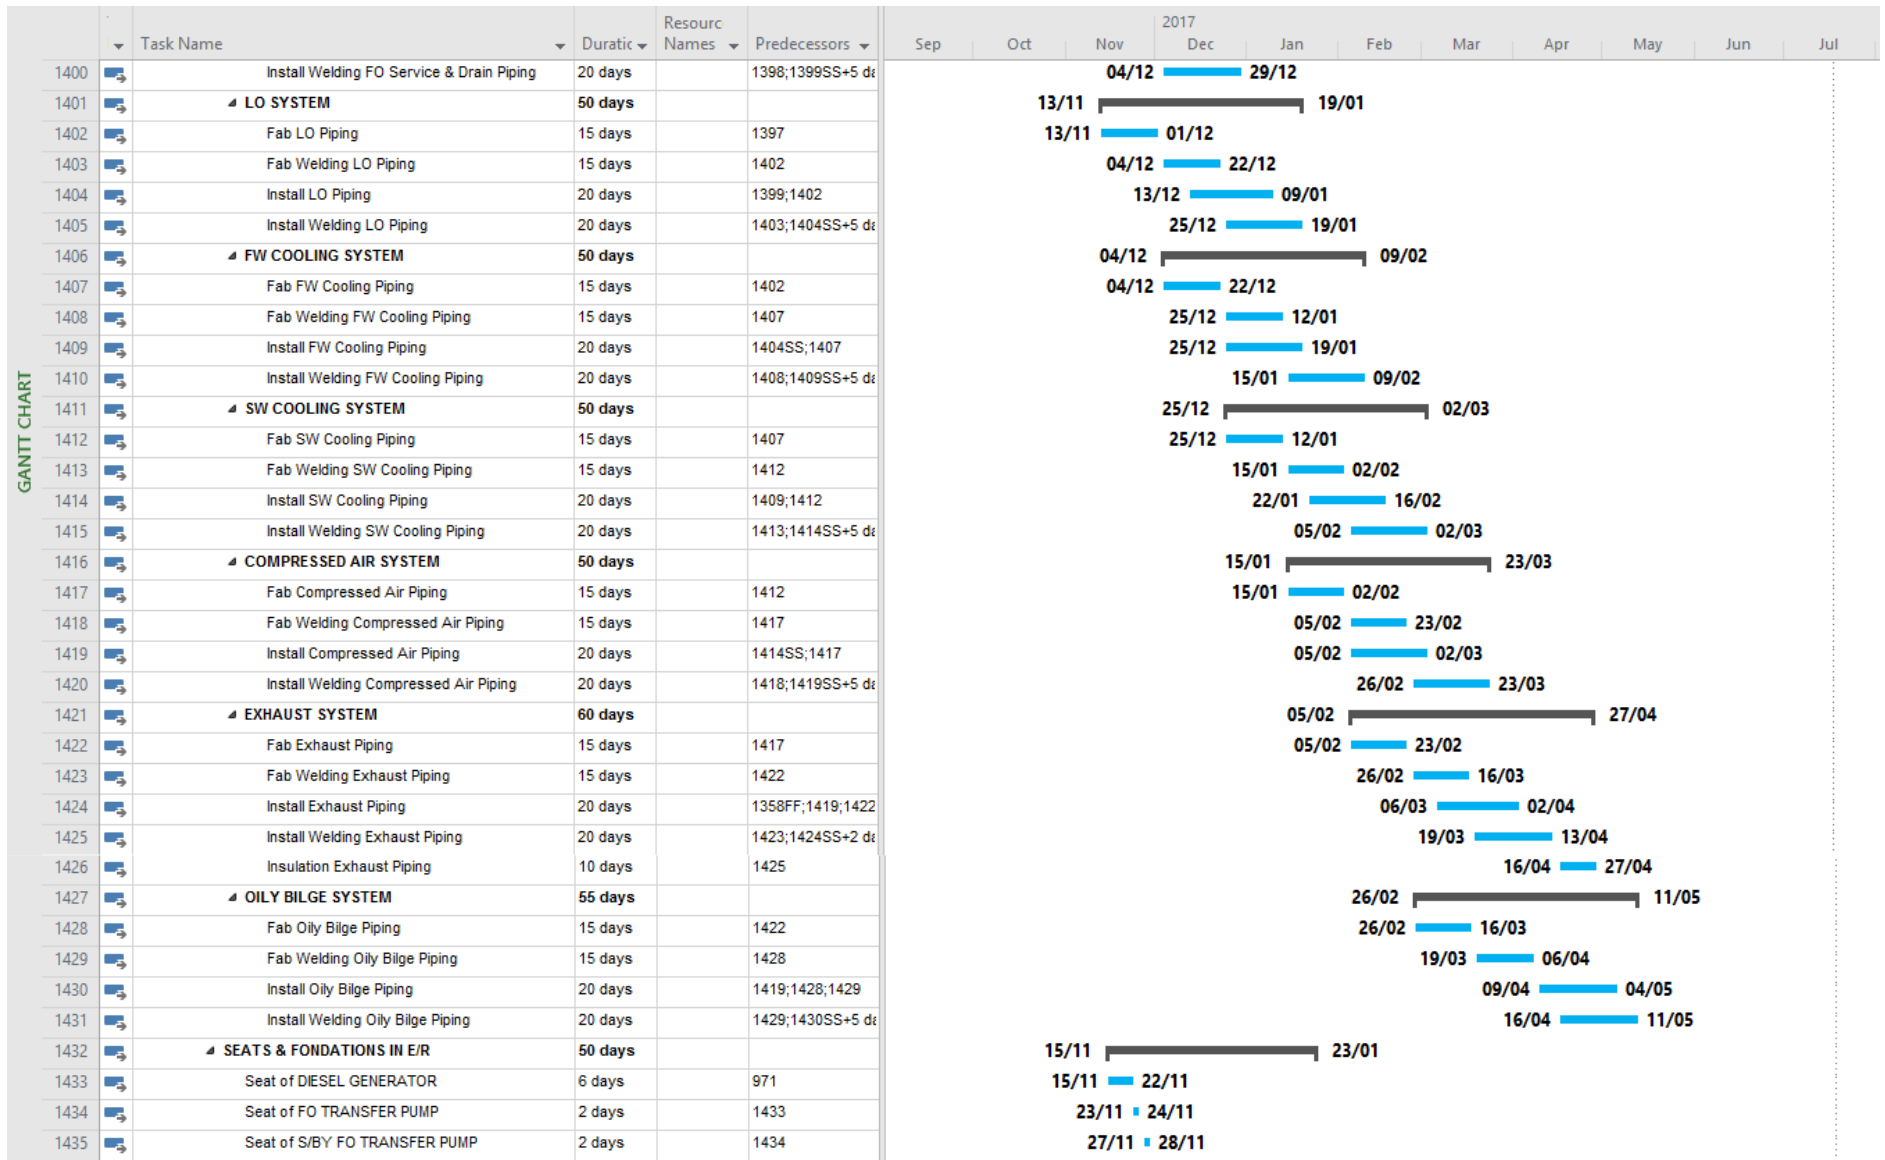 2017
Resourc
Task Name Duratic Names Predecessors Sep Oct Nov Dec Jan Feb Mar Apr May Jun Jul
GANTT CHART
1400 Install Welding FO Service & Drain Piping 20 days 1398;1399SS+5 da 04/12 29/12
1401 LO SYSTEM 50 days 13/11 19/01
1402 Fab LO Piping 15 days 1397 13/11 01/12
1403 Fab Welding LO Piping 15 days 1402 04/12 22/12
1404 Install LO Piping 20 days 1399;1402 13/12 09/01
1405 Install Welding LO Piping 20 days 1403;1404SS+5 da 25/12 19/01
1406 FW COOLING SYSTEM 50 days 04/12 09/02
1407 Fab FW Cooling Piping 15 days 1402 04/12 22/12
1408 Fab Welding FW Cooling Piping 15 days 1407 25/12 12/01
1409 Install FW Cooling Piping 20 days 1404SS;1407 25/12 19/01
1410 Install Welding FW Cooling Piping 20 days 1408;1409SS+5 da 15/01 09/02
1411 SW COOLING SYSTEM 50 days 25/12 02/03
1412 Fab SW Cooling Piping 15 days 1407 25/12 12/01
1413 Fab Welding SW Cooling Piping 15 days 1412 15/01 02/02
1414 Install SW Cooling Piping 20 days 1409;1412 22/01 16/02
1415 Install Welding SW Cooling Piping 20 days 1413;1414SS+5 da 05/02 02/03
1416 COMPRESSED AIR SYSTEM 50 days 15/01 23/03
1417 Fab Compressed Air Piping 15 days 1412 15/01 02/02
1418 Fab Welding Compressed Air Piping 15 days 1417 05/02 23/02
1419 Install Compressed Air Piping 20 days 1414SS;1417 05/02 02/03
1420 Install Welding Compressed Air Piping 20 days 1418;1419SS+5 da 26/02 23/03
1421 EXHAUST SYSTEM 60 days 05/02 27/04
1422 Fab Exhaust Piping 15 days 1417 05/02 23/02
1423 Fab Welding Exhaust Piping 15 days 1422 26/02 16/03
1424 Install Exhaust Piping 20 days 1358FF;1419;1422 06/03 02/04
1425 Install Welding Exhaust Piping 20 days 1423;1424SS+2 da 19/03 13/04
1426 Insulation Exhaust Piping 10 days 1425 16/04 27/04
1427 OILY BILGE SYSTEM 55 days 26/02 11/05
1428 Fab Oily Bilge Piping 15 days 1422 26/02 16/03
1429 Fab Welding Oily Bilge Piping 15 days 1428 19/03 06/04
1430 Install Oily Bilge Piping 20 days 1419;1428;1429 09/04 04/05
1431 Install Welding Oily Bilge Piping 20 days 1429;1430SS+5 da 16/04 11/05
1432 SEATS & FONDATIONS IN E/R 50 days 15/11 23/01
1433 Seat of DIESEL GENERATOR 6 days 971 15/11 22/11
1434 Seat of FO TRANSFER PUMP 2 days 1433 23/11 24/11
1435 Seat of S/BY FO TRANSFER PUMP 2 days 1434 27/11 28/11